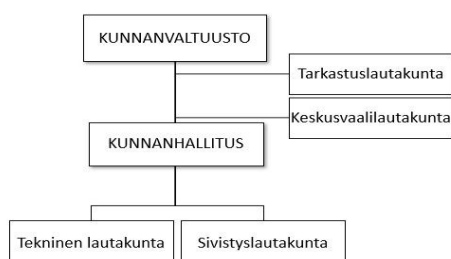 KUNNANVALTUUSTO
Tarkastuslautakunta
Keskusvaalilautakunta
KUNNANHALLITUS
Tekninen lautakunta
Sivistyslautakunta